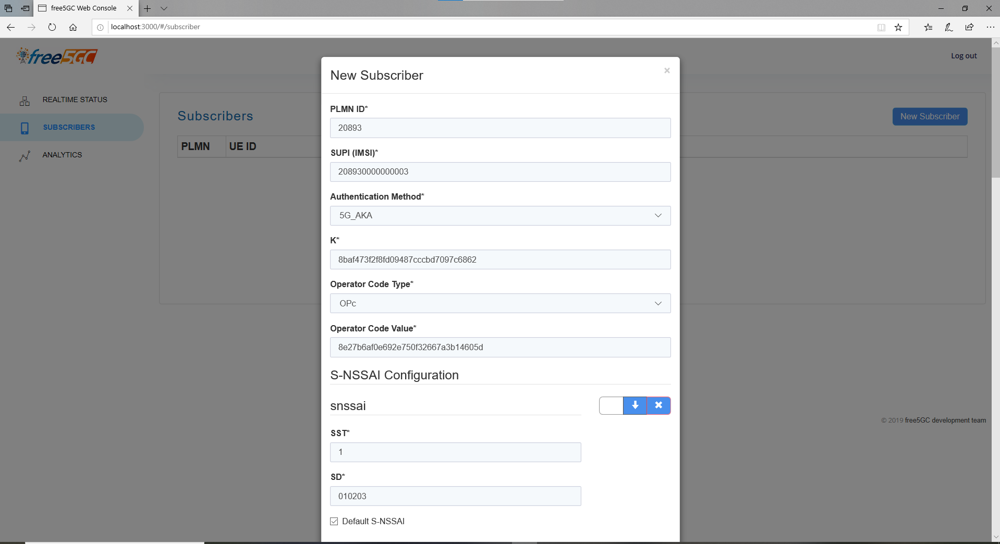 free5GC Web Console
localhost:3000/#/subscriber
free5GC
Log out
REALTIME STATUS
SUBSCRIBERS
ANALYTICS
Subscribers
New Subscriber
PLMN
UE ID
New Subscriber
×
PLMN ID*
20893
SUPI (IMSI)*
208930000000003
Authentication Method*
5G_AKA
K*
8baf473f2f8fd09487cccbd7097c6862
Operator Code Type*
OPc
Operator Code Value*
8e27b6af0e692e750f32667a3b14605d
S-NSSAI Configuration
snssai
SST*
1
SD*
010203
Default S-NSSAI
© 2019 free5GC development team